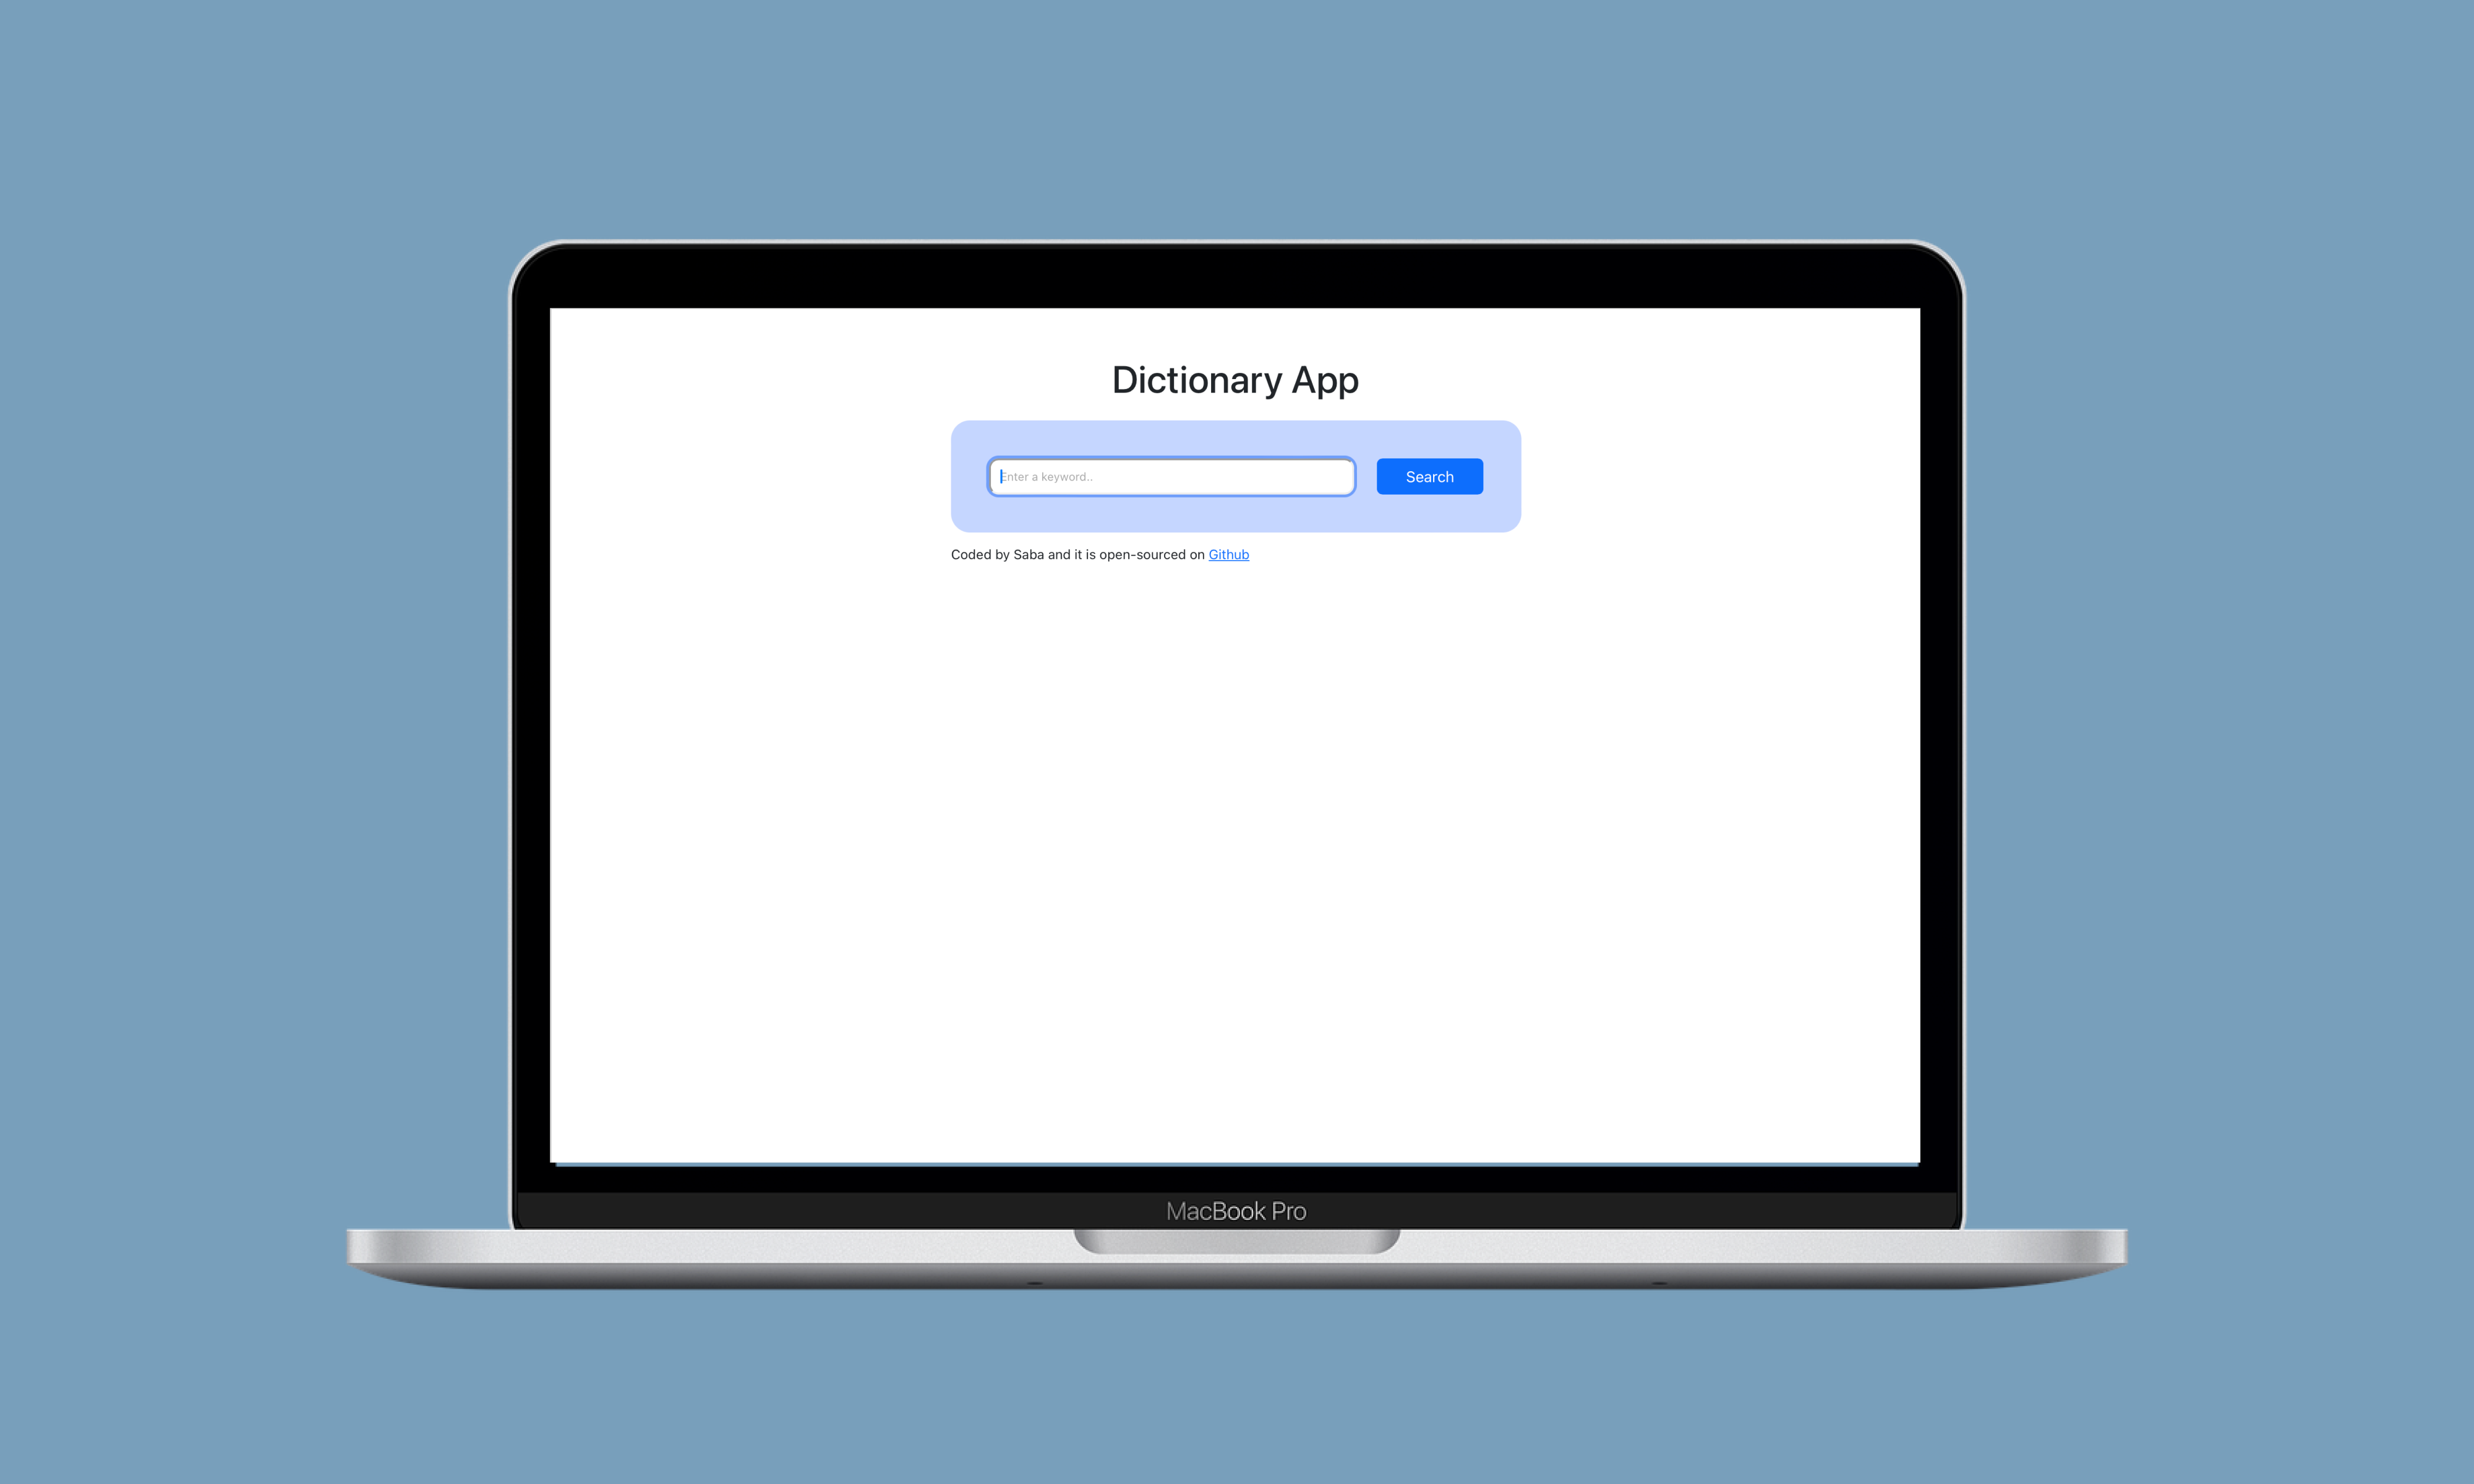 Dictionary App
Enter a keyword..
Search
Coded by Saba and it is open-sourced on Github
MacBook Pro